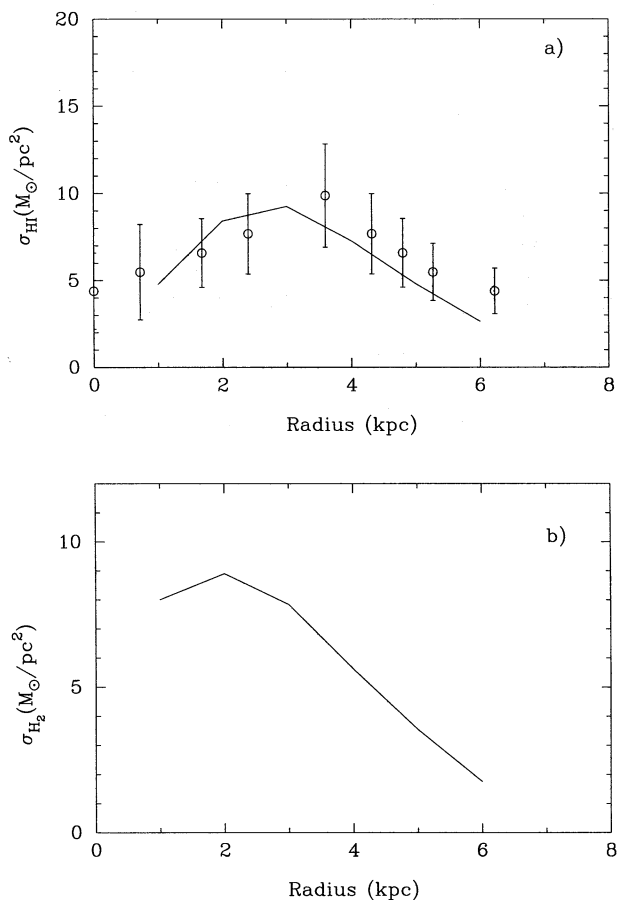 20
a)
15
10
5
0
σHI(M⊙/pc²)
0 2 4 6 8
Radius (kpc)
b)
10
5
0
σH₂(M⊙/pc²)
0 2 4 6 8
Radius (kpc)